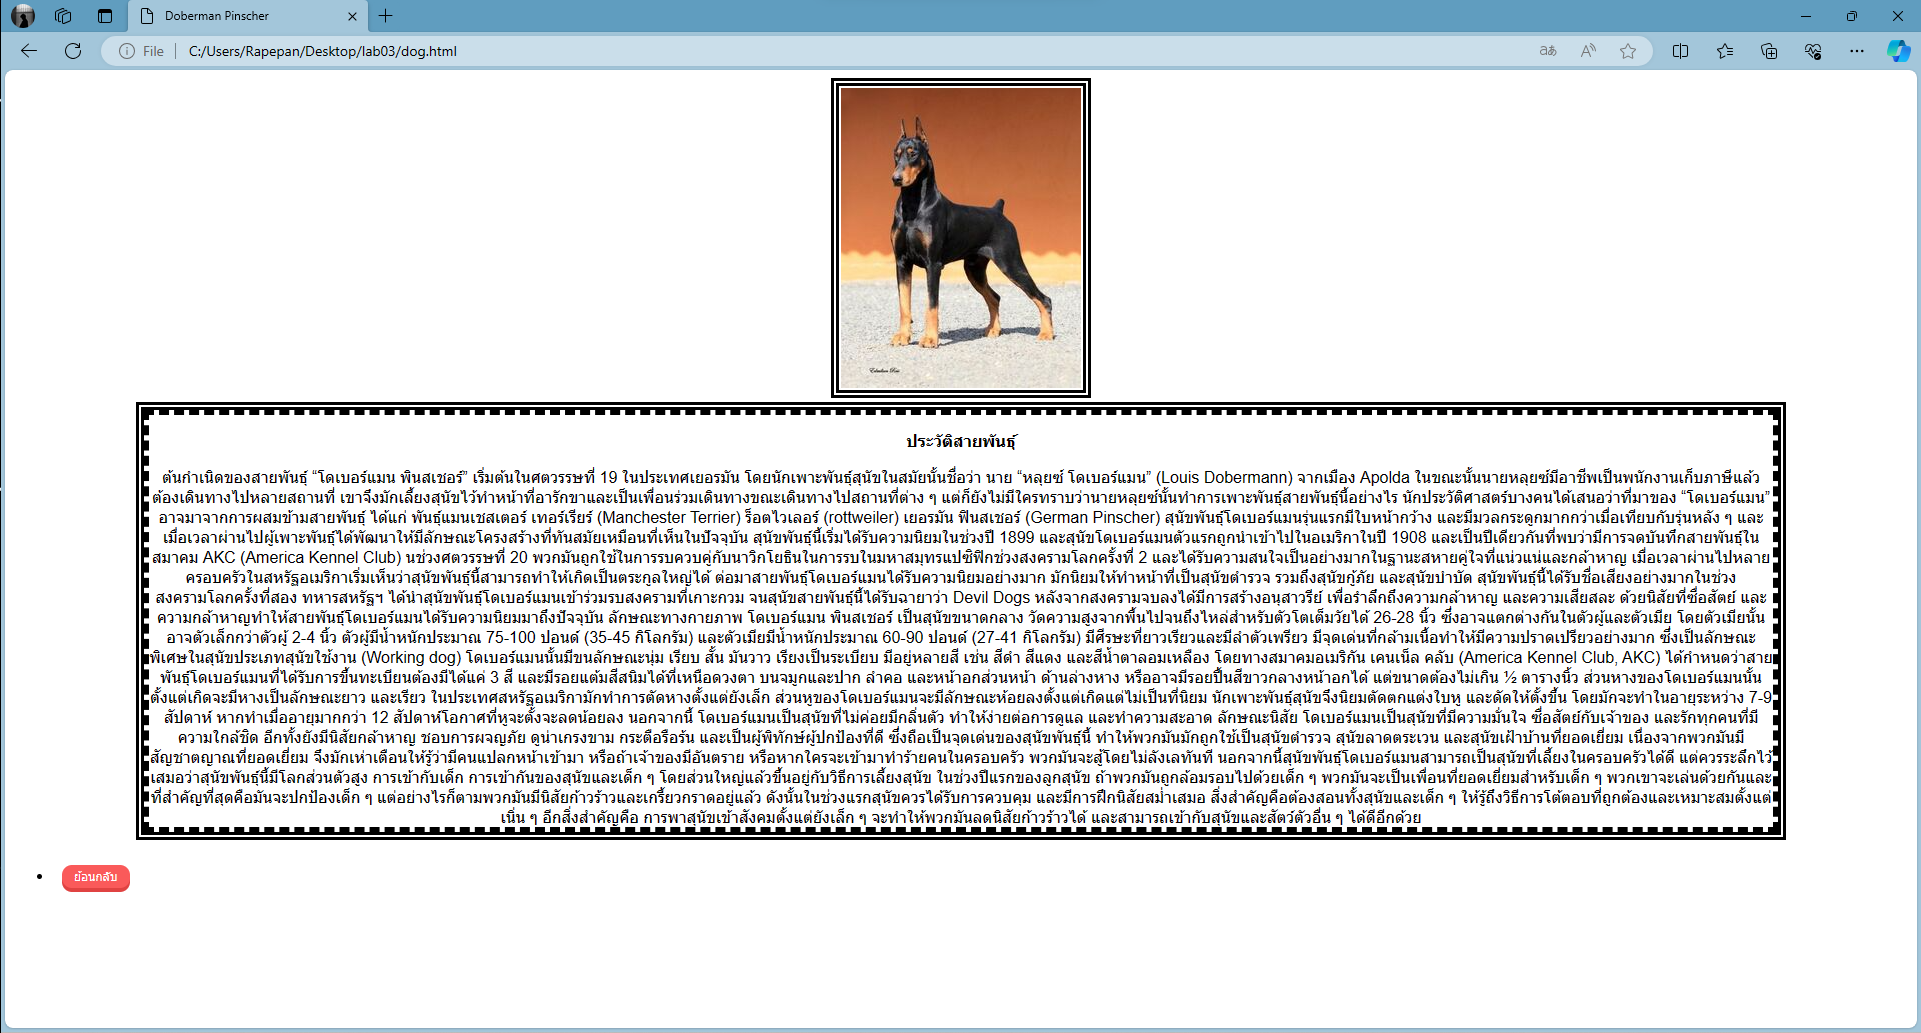 Doberman Pinscher
File
C:/Users/Rapepan/Desktop/lab03/dog.html
ประวัติสายพันธุ์
ต้นกำเนิดของสายพันธุ์ “โดเบอร์แมน พินสเชอร์” เริ่มต้นในศตวรรษที่ 19 ในประเทศเยอรมัน โดยนักเพาะพันธุ์สุนัขในสมัยนั้นชื่อว่า นาย “หลุยซ์ โดเบอร์แมน” (Louis Dobermann) จากเมือง Apolda ในขณะนั้นนายหลุยซ์มีอาชีพเป็นพนักงานเก็บภาษีแล้ว
ต้องเดินทางไปหลายสถานที่ เขาจึงมักเลี้ยงสุนัขไว้ทำหน้าที่อารักขาและเป็นเพื่อนร่วมเดินทางขณะเดินทางไปสถานที่ต่าง ๆ แต่ก็ยังไม่มีใครทราบว่านายหลุยซ์นั้นทำการเพาะพันธุ์สายพันธุ์นี้อย่างไร นักประวัติศาสตร์บางคนได้เสนอว่าที่มาของ “โดเบอร์แมน”
อาจมาจากการผสมข้ามสายพันธุ์ ได้แก่ พันธุ์แมนเชสเตอร์ เทอร์เรียร์ (Manchester Terrier) ร็อตไวเลอร์ (rottweiler) เยอรมัน ฟินสเชอร์ (German Pinscher) สุนัขพันธุ์โดเบอร์แมนรุ่นแรกมีใบหน้ากว้าง และมีมวลกระดูกมากกว่าเมื่อเทียบกับรุ่นหลัง ๆ และ
เมื่อเวลาผ่านไปผู้เพาะพันธุ์ได้พัฒนาให้มีลักษณะโครงสร้างที่ทันสมัยเหมือนที่เห็นในปัจจุบัน สุนัขพันธุ์นี้เริ่มได้รับความนิยมในช่วงปี 1899 และสุนัขโดเบอร์แมนตัวแรกถูกนำเข้าไปในอเมริกาในปี 1908 และเป็นปีเดียวกันที่พบว่ามีการจดบันทึกสายพันธุ์ใน
สมาคม AKC (America Kennel Club) นช่วงศตวรรษที่ 20 พวกมันถูกใช้ในการรบควบคู่กับนาวิกโยธินในการรบในมหาสมุทรแปซิฟิกช่วงสงครามโลกครั้งที่ 2 และได้รับความสนใจเป็นอย่างมากในฐานะสหายคู่ใจที่แน่วแน่และกล้าหาญ เมื่อเวลาผ่านไปหลาย
ครอบครัวในสหรัฐอเมริกาเริ่มเห็นว่าสุนัขพันธุ์นี้สามารถทำให้เกิดเป็นตระกูลใหญ่ได้ ต่อมาสายพันธุ์โดเบอร์แมนได้รับความนิยมอย่างมาก มักนิยมให้ทำหน้าที่เป็นสุนัขตำรวจ รวมถึงสุนัขกู้ภัย และสุนัขบำบัด สุนัขพันธุ์นี้ได้รับชื่อเสียงอย่างมากในช่วง
สงครามโลกครั้งที่สอง ทหารสหรัฐฯ ได้นำสุนัขพันธุ์โดเบอร์แมนเข้าร่วมรบสงครามที่เกาะกวม จนสุนัขสายพันธุ์นี้ได้รับฉายาว่า Devil Dogs หลังจากสงครามจบลงได้มีการสร้างอนุสาวรีย์ เพื่อรำลึกถึงความกล้าหาญ และความเสียสละ ด้วยนิสัยที่ซื่อสัตย์ และ
ความกล้าหาญทำให้สายพันธุ์โดเบอร์แมนได้รับความนิยมมาถึงปัจจุบัน ลักษณะทางกายภาพ โดเบอร์แมน พินสเชอร์ เป็นสุนัขขนาดกลาง วัดความสูงจากพื้นไปจนถึงไหล่สำหรับตัวโตเต็มวัยได้ 26-28 นิ้ว ซึ่งอาจแตกต่างกันในตัวผู้และตัวเมีย โดยตัวเมียนั้น
อาจตัวเล็กกว่าตัวผู้ 2-4 นิ้ว ตัวผู้มีน้ำหนักประมาณ 75-100 ปอนด์ (35-45 กิโลกรัม) และตัวเมียมีน้ำหนักประมาณ 60-90 ปอนด์ (27-41 กิโลกรัม) มีศีรษะที่ยาวเรียวและมีลำตัวเพรียว มีจุดเด่นที่กล้ามเนื้อทำให้มีความปราดเปรียวอย่างมาก ซึ่งเป็นลักษณะ
พิเศษในสุนัขประเภทสุนัขใช้งาน (Working dog) โดเบอร์แมนนั้นมีขนลักษณะนุ่ม เรียบ สั้น มันวาว เรียงเป็นระเบียบ มีอยู่หลายสี เช่น สีดำ สีแดง และสีน้ำตาลอมเหลือง โดยทางสมาคมอเมริกัน เคนเน็ล คลับ (America Kennel Club, AKC) ได้กำหนดว่าสาย
พันธุ์โดเบอร์แมนที่ได้รับการขึ้นทะเบียนต้องมีได้แค่ 3 สี และมีรอยแต้มสีสนิมได้ที่เหนือดวงตา บนจมูกและปาก ลำคอ และหน้าอกส่วนหน้า ด้านล่างหาง หรืออาจมีรอยปื้นสีขาวกลางหน้าอกได้ แต่ขนาดต้องไม่เกิน ½ ตารางนิ้ว ส่วนหางของโดเบอร์แมนนั้น
ตั้งแต่เกิดจะมีหางเป็นลักษณะยาว และเรียว ในประเทศสหรัฐอเมริกามักทำการตัดหางตั้งแต่ยังเล็ก ส่วนหูของโดเบอร์แมนจะมีลักษณะห้อยลงตั้งแต่เกิดแต่ไม่เป็นที่นิยม นักเพาะพันธุ์สุนัขจึงนิยมตัดตกแต่งใบหู และดัดให้ตั้งขึ้น โดยมักจะทำในอายุระหว่าง 7-9
สัปดาห์ หากทำเมื่ออายุมากกว่า 12 สัปดาห์โอกาศที่หูจะตั้งจะลดน้อยลง นอกจากนี้ โดเบอร์แมนเป็นสุนัขที่ไม่ค่อยมีกลิ่นตัว ทำให้ง่ายต่อการดูแล และทำความสะอาด ลักษณะนิสัย โดเบอร์แมนเป็นสุนัขที่มีความมั่นใจ ซื่อสัตย์กับเจ้าของ และรักทุกคนที่มี
ความใกล้ชิด อีกทั้งยังมีนิสัยกล้าหาญ ชอบการผจญภัย ดูน่าเกรงขาม กระตือรือร้น และเป็นผู้พิทักษ์ผู้ปกป้องที่ดี ซึ่งถือเป็นจุดเด่นของสุนัขพันธุ์นี้ ทำให้พวกมันมักถูกใช้เป็นสุนัขตำรวจ สุนัขลาดตระเวน และสุนัขเฝ้าบ้านที่ยอดเยี่ยม เนื่องจากพวกมันมี
สัญชาตญาณที่ยอดเยี่ยม จึงมักเห่าเตือนให้รู้ว่ามีคนแปลกหน้าเข้ามา หรือถ้าเจ้าของมีอันตราย หรือหากใครจะเข้ามาทำร้ายคนในครอบครัว พวกมันจะสู้โดยไม่ลังเลทันที นอกจากนี้สุนัขพันธุ์โดเบอร์แมนสามารถเป็นสุนัขที่เลี้ยงในครอบครัวได้ดี แต่ควรระลึกไว้
เสมอว่าสุนัขพันธุ์นี้มีโลกส่วนตัวสูง การเข้ากับเด็ก การเข้ากันของสุนัขและเด็ก ๆ โดยส่วนใหญ่แล้วขึ้นอยู่กับวิธีการเลี้ยงสุนัข ในช่วงปีแรกของลูกสุนัข ถ้าพวกมันถูกล้อมรอบไปด้วยเด็ก ๆ พวกมันจะเป็นเพื่อนที่ยอดเยี่ยมสำหรับเด็ก ๆ พวกเขาจะเล่นด้วยกันและ
ที่สำคัญที่สุดคือมันจะปกป้องเด็ก ๆ แต่อย่างไรก็ตามพวกมันมีนิสัยก้าวร้าวและเกรี้ยวกราดอยู่แล้ว ดังนั้นในช่วงแรกสุนัขควรได้รับการควบคุม และมีการฝึกนิสัยสม่ำเสมอ สิ่งสำคัญคือต้องสอนทั้งสุนัขและเด็ก ๆ ให้รู้ถึงวิธีการโต้ตอบที่ถูกต้องและเหมาะสมตั้งแต่
เนิ่น ๆ อีกสิ่งสำคัญคือ การพาสุนัขเข้าสังคมตั้งแต่ยังเล็ก ๆ จะทำให้พวกมันลดนิสัยก้าวร้าวได้ และสามารถเข้ากับสุนัขและสัตว์ตัวอื่น ๆ ได้ดีอีกด้วย
ย้อนกลับ